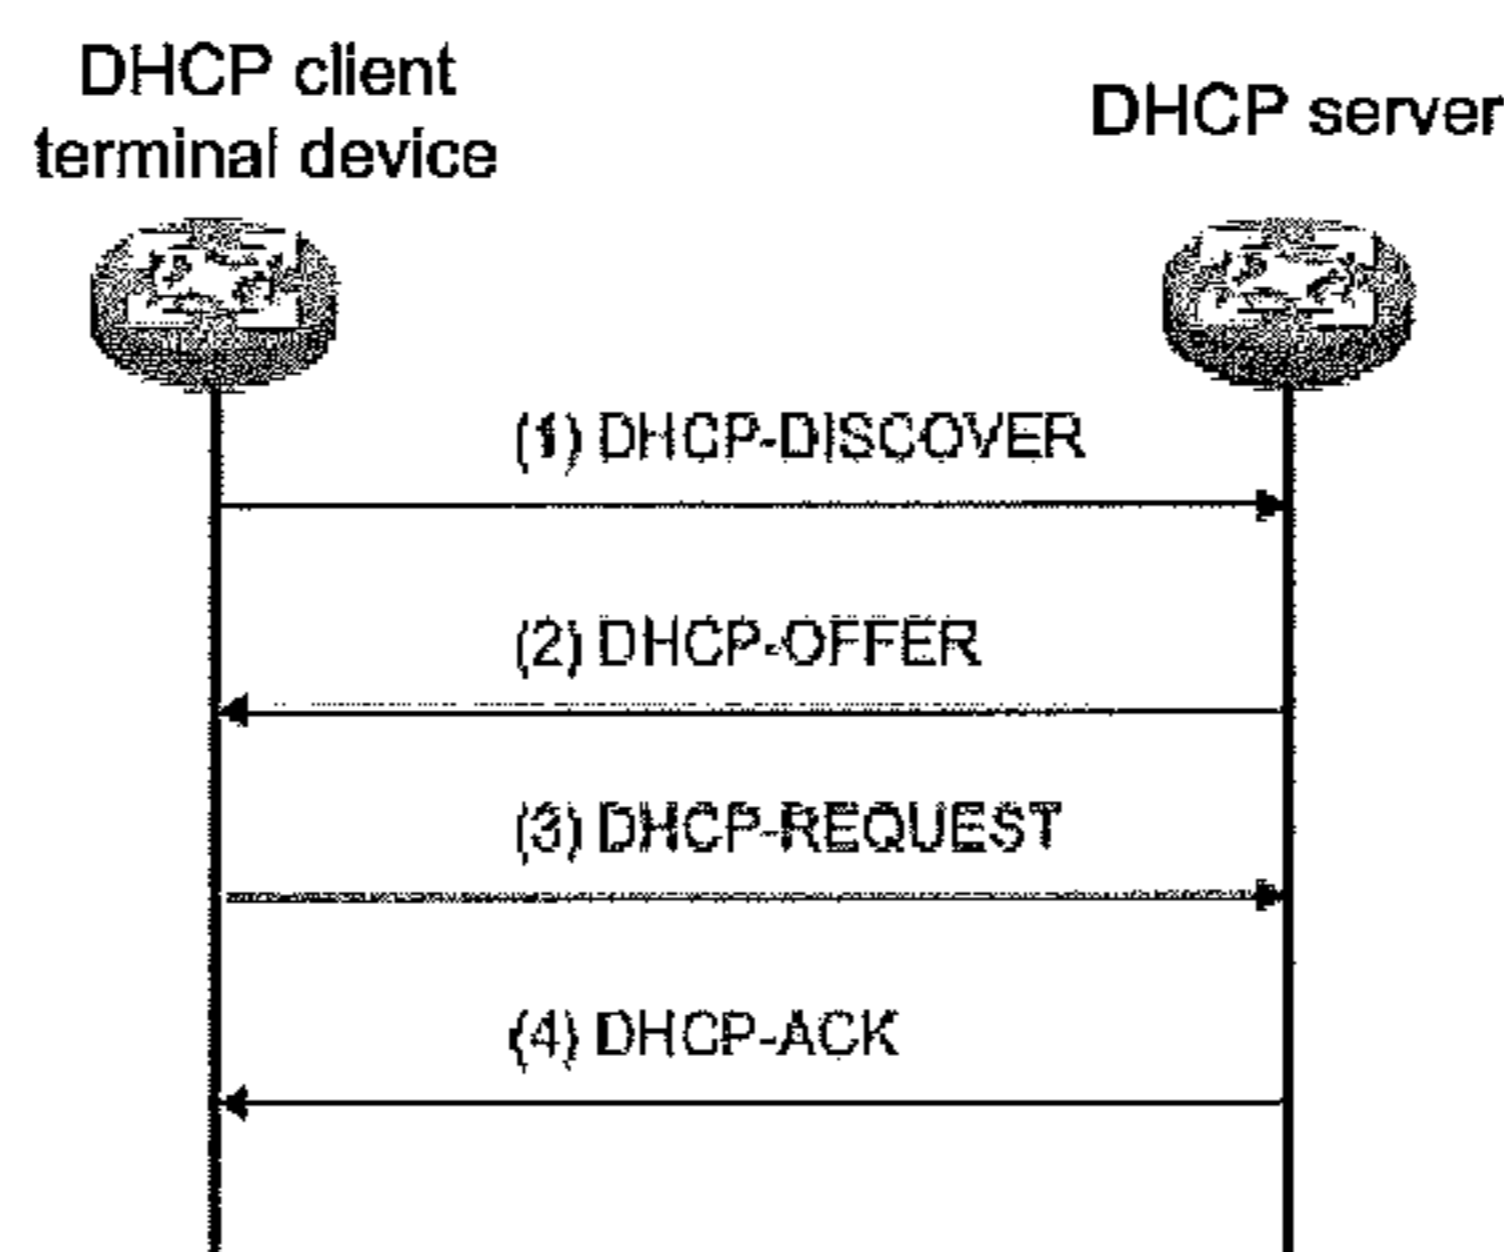 DHCP client
terminal device
DHCP server
(1) DHCP-DISCOVER
(2) DHCP-OFFER
(3) DHCP-REQUEST
(4) DHCP-ACK